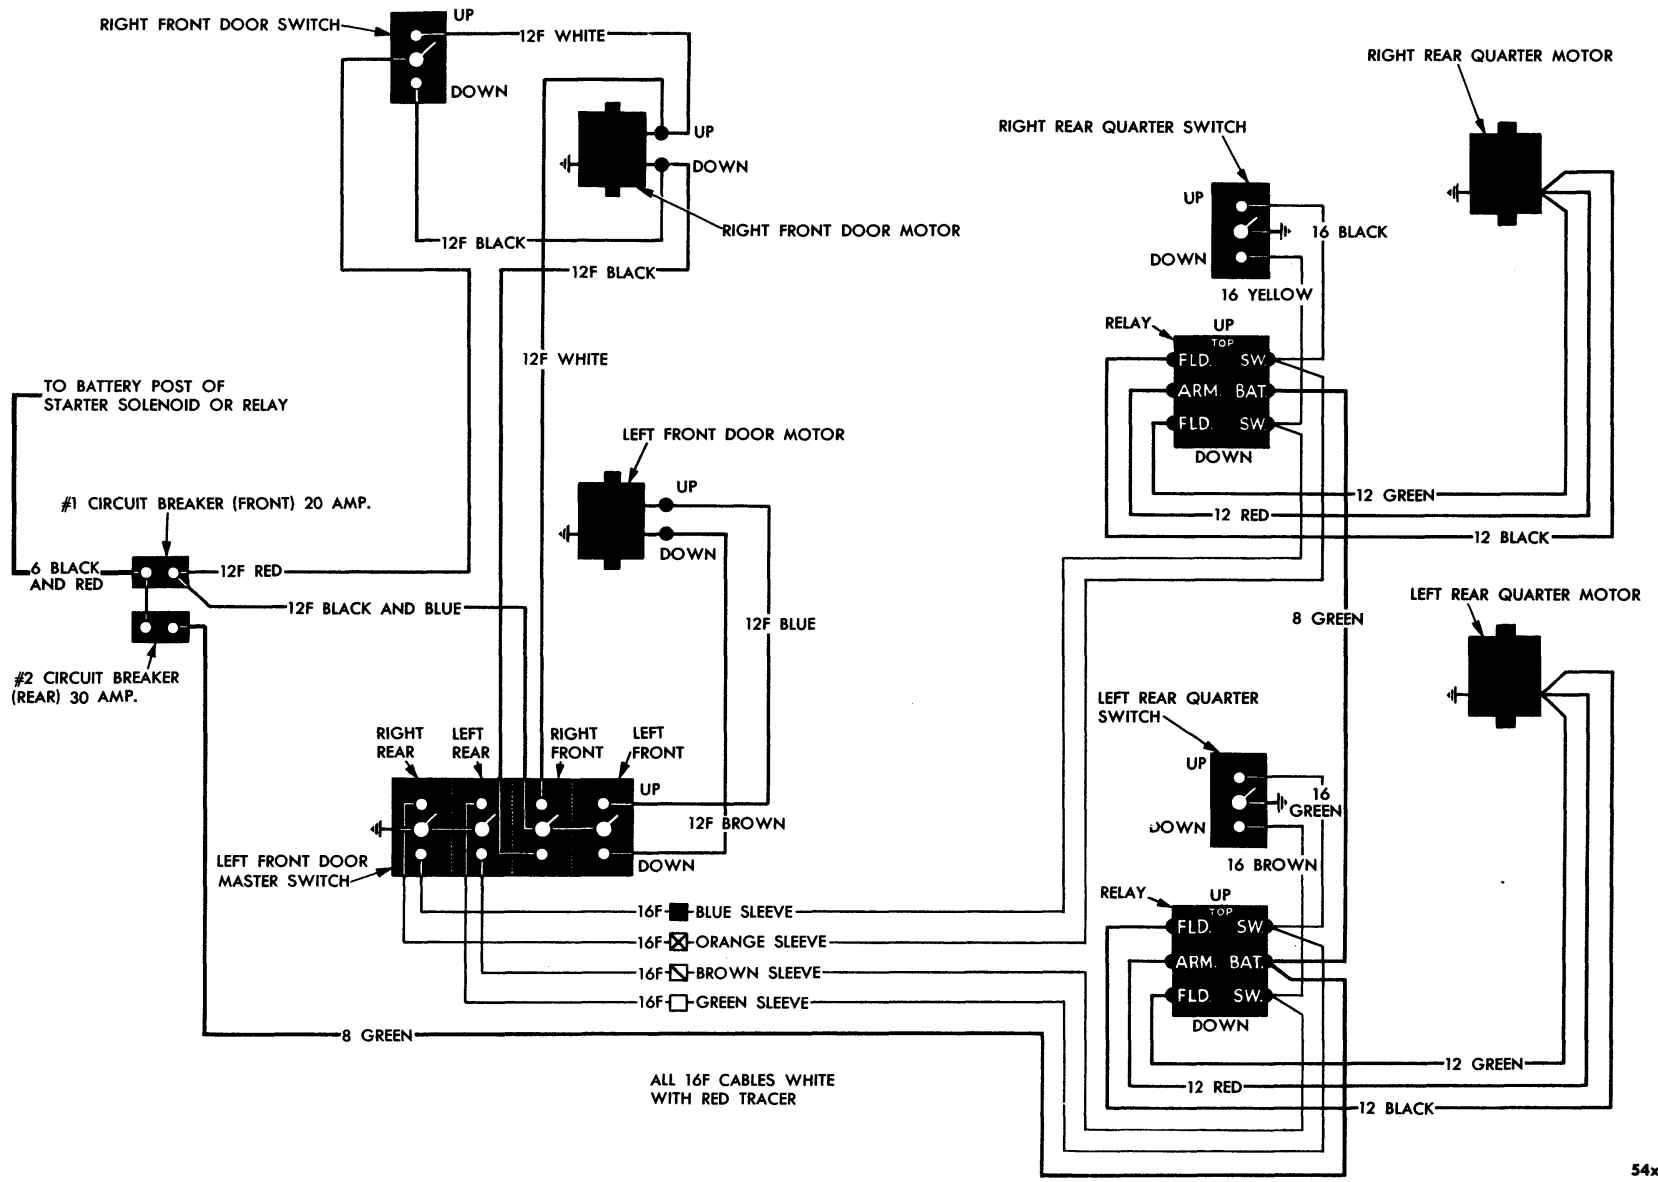 RIGHT FRONT DOOR SWITCH
UP
DOWN
12F WHITE
UP
DOWN
RIGHT FRONT DOOR MOTOR
12F BLACK
12F BLACK
12F WHITE
TO BATTERY POST OF
STARTER SOLENOID OR RELAY
#1 CIRCUIT BREAKER (FRONT) 20 AMP.
6 BLACK
AND RED
12F RED
12F BLACK AND BLUE
#2 CIRCUIT BREAKER
(REAR) 30 AMP.
LEFT FRONT DOOR MOTOR
UP
DOWN
12F BLUE
RIGHT
REAR
LEFT
REAR
RIGHT
FRONT
LEFT
FRONT
UP
12F BROWN
DOWN
LEFT FRONT DOOR
MASTER SWITCH
16F BLUE SLEEVE
16F ORANGE SLEEVE
16F BROWN SLEEVE
16F GREEN SLEEVE
8 GREEN
ALL 16F CABLES WHITE
WITH RED TRACER
RIGHT REAR QUARTER MOTOR
RIGHT REAR QUARTER SWITCH
UP
16 BLACK
DOWN
16 YELLOW
RELAY
UP
TOP
FLD. SW.
ARM. BAT.
FLD. SW.
DOWN
12 GREEN
12 RED
12 BLACK
8 GREEN
LEFT REAR QUARTER MOTOR
LEFT REAR QUARTER
SWITCH
UP
16
GREEN
DOWN
16 BROWN
RELAY
UP
TOP
FLD. SW.
ARM. BAT.
FLD. SW.
DOWN
12 GREEN
12 RED
12 BLACK
54x